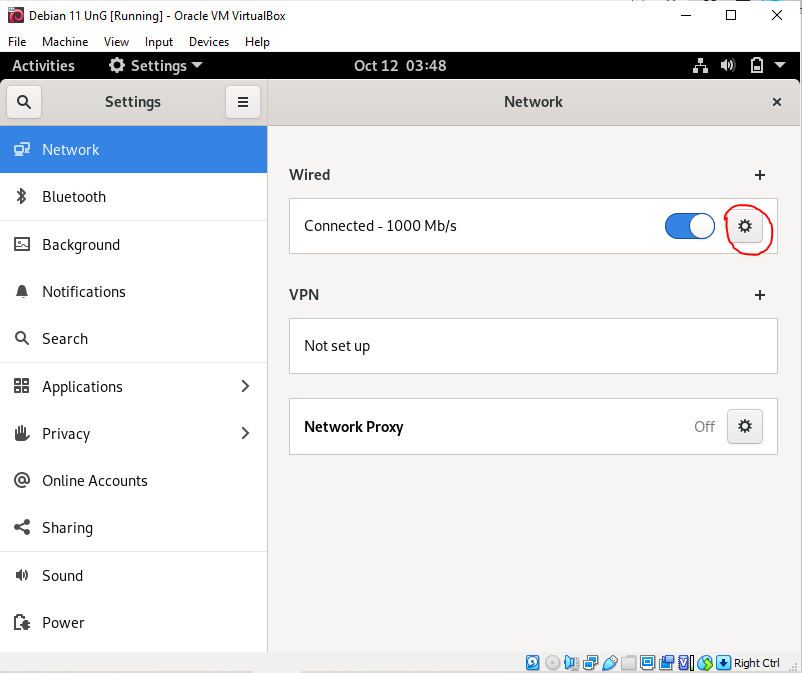 Debian 11 UnG [Running] - Oracle VM VirtualBox
File Machine View Input Devices Help
Activities Settings Oct 12 03:48
Settings
Network
Network
Bluetooth
Background
Notifications
Search
Applications
Privacy
Online Accounts
Sharing
Sound
Power
Wired
Connected - 1000 Mb/s
VPN
Not set up
Network Proxy Off
Right Ctrl